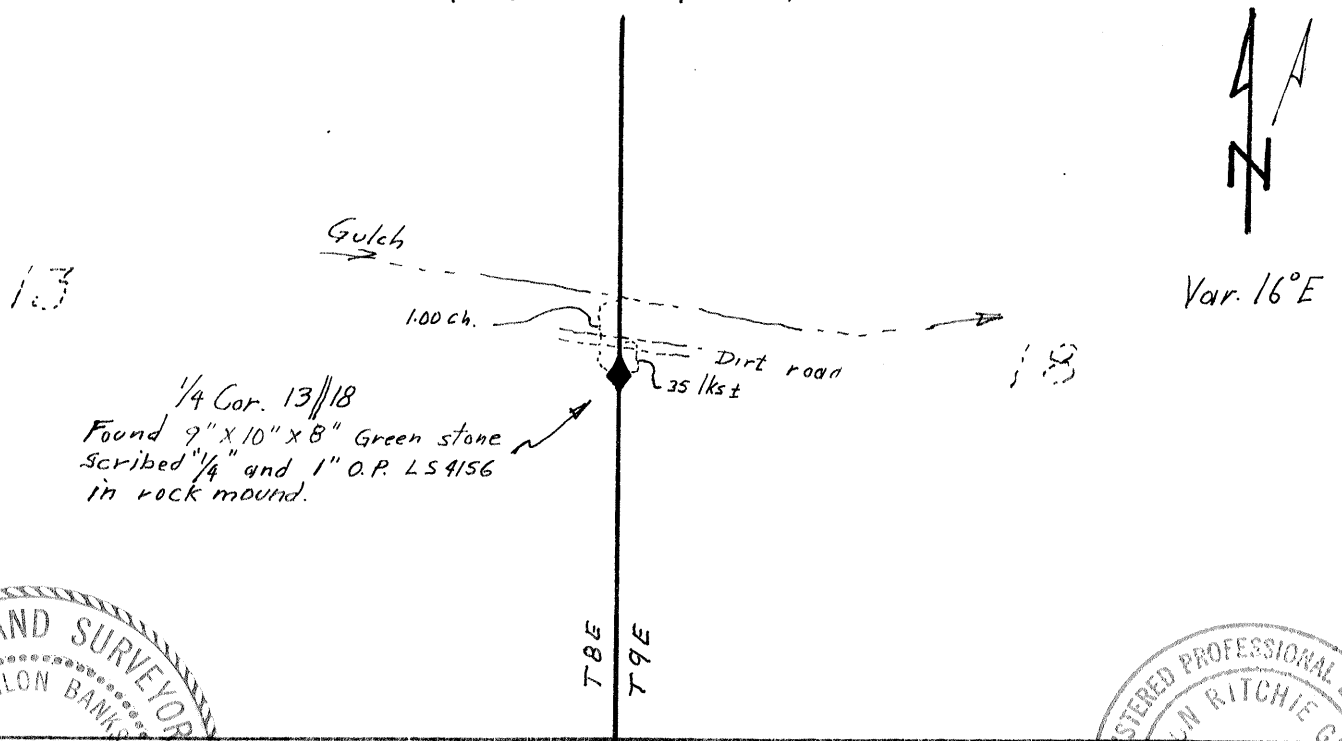 N
Var. 16°E
Gulch
13
1.00 ch.
Dirt road
18
35 lks ±
1/4 Cor. 13||18
Found 9" X 10" X 8" Green stone
scribed "1/4" and 1" O.P. LS 4156
in rock mound.
T8E
T9E
SURVEYOR
PROFESSIONAL
RITCHIE